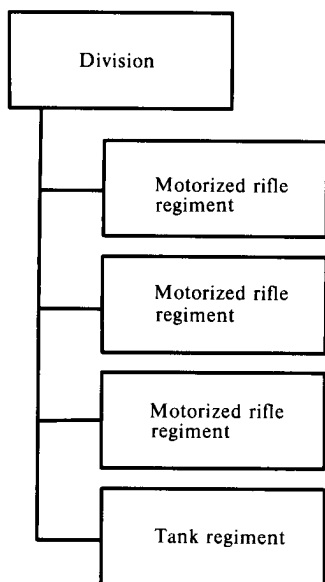 Division
Motorized rifle
regiment
Motorized rifle
regiment
Motorized rifle
regiment
Tank regiment